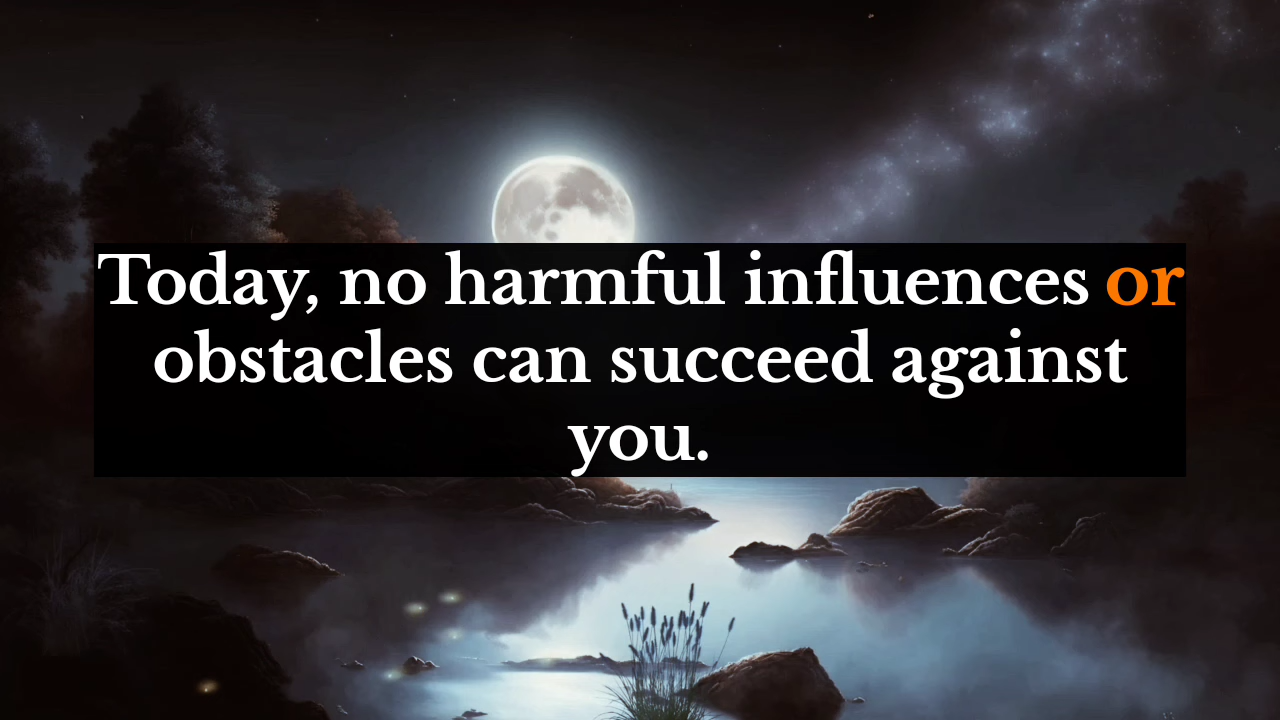 Today, no harmful influences or
obstacles can succeed against
you.